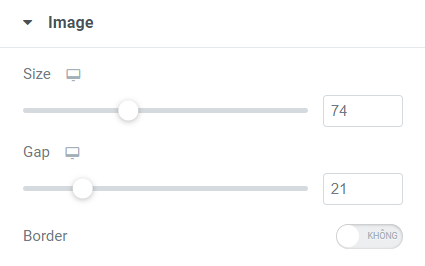 Image
Size
74
Gap
21
Border
KHÔNG